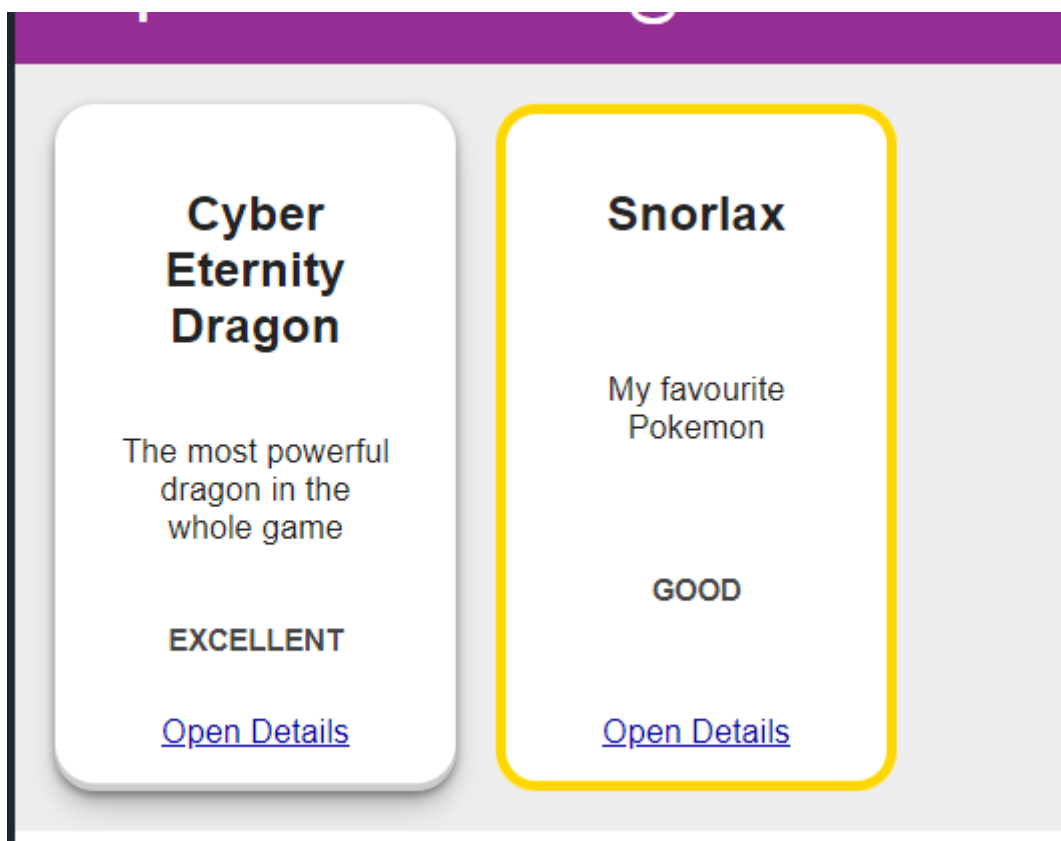 Cyber
Eternity
Dragon
The most powerful
dragon in the
whole game
EXCELLENT
Open Details
Snorlax
My favourite
Pokemon
GOOD
Open Details